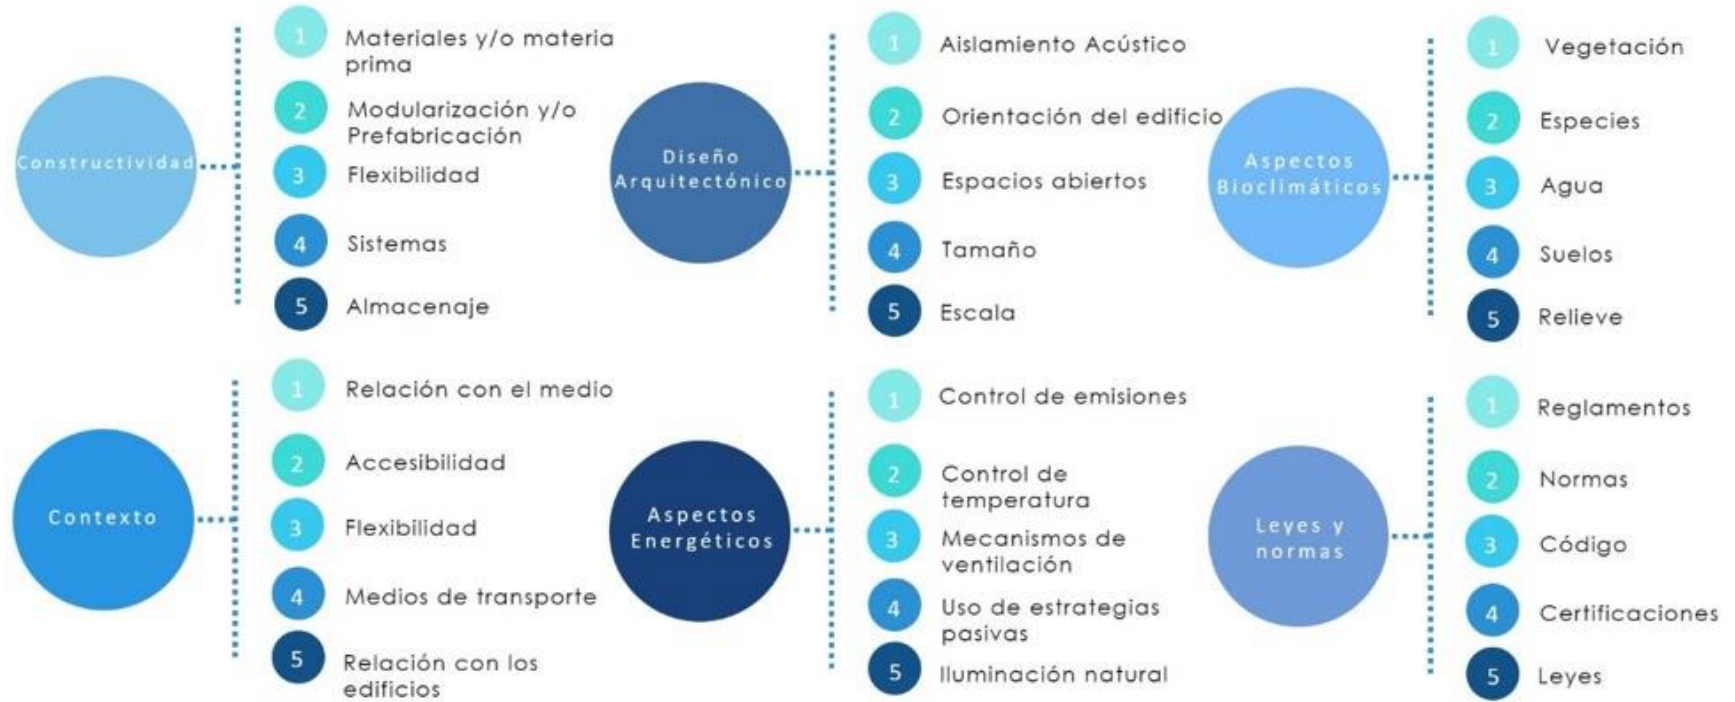 Constructividad
1
Materiales y/o materia
prima
2
Modularización y/o
Prefabricación
3
Flexibilidad
4
Sistemas
5
Almacenaje
Diseño
Arquitectónico
1
Aislamiento Acústico
2
Orientación del edificio
3
Espacios abiertos
4
Tamaño
5
Escala
Aspectos
Bioclimáticos
1
Vegetación
2
Especies
3
Agua
4
Suelos
5
Relieve
Contexto
1
Relación con el medio
2
Accesibilidad
3
Flexibilidad
4
Medios de transporte
5
Relación con los
edificios
Aspectos
Energéticos
1
Control de emisiones
2
Control de
temperatura
3
Mecanismos de
ventilación
4
Uso de estrategias
pasivas
5
Iluminación natural
Leyes y
normas
1
Reglamentos
2
Normas
3
Código
4
Certificaciones
5
Leyes